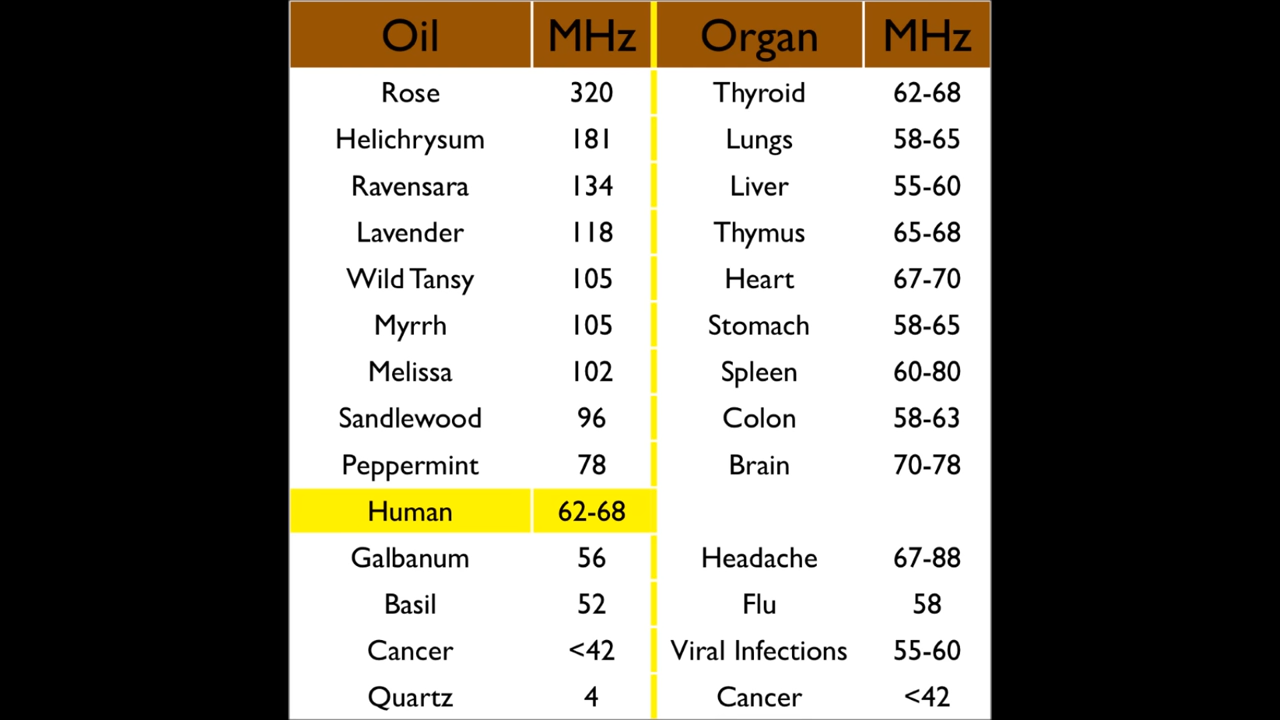 Oil MHz Organ MHz
Rose 320 Thyroid 62-68
Helichrysum 181 Lungs 58-65
Ravensara 134 Liver 55-60
Lavender 118 Thymus 65-68
Wild Tansy 105 Heart 67-70
Myrrh 105 Stomach 58-65
Melissa 102 Spleen 60-80
Sandlewood 96 Colon 58-63
Peppermint 78 Brain 70-78
Human 62-68
Galbanum 56 Headache 67-88
Basil 52 Flu 58
Cancer <42 Viral Infections 55-60
Quartz 4 Cancer <42